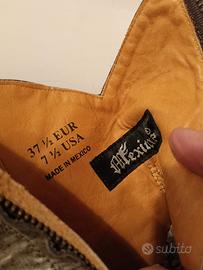 37 ½ EUR
7 ½ USA
MADE IN MEXICO
Mexicana
subito